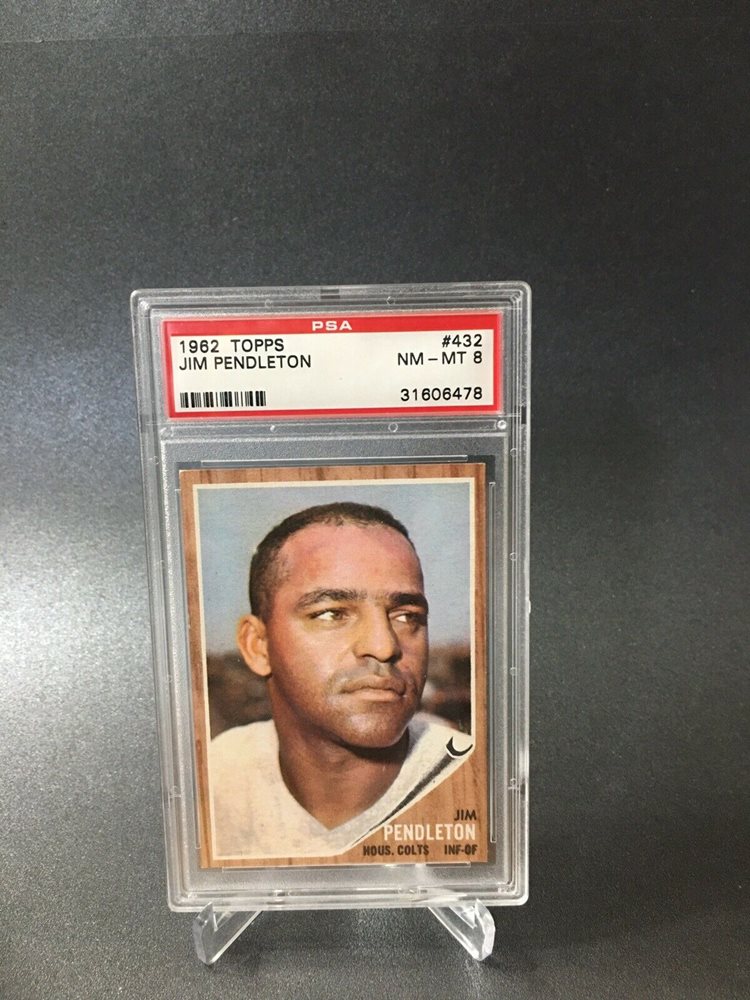 PSA
1962 TOPPS #432
JIM PENDLETON NM - MT 8
31606478
JIM
PENDLETON
HOUS. COLTS INF-OF